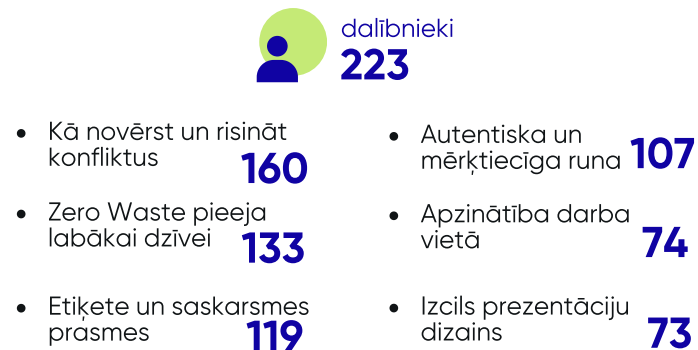 dalībnieki
223
• Kā novērst un risināt
konfliktus 160
• Zero Waste pieeja
labākai dzīvei 133
• Etiķete un saskarsmes
prasmes 119
• Autentiska un
mērķtiecīga runa 107
• Apzinātība darba
vietā 74
• Izcils prezentāciju
dizains 73